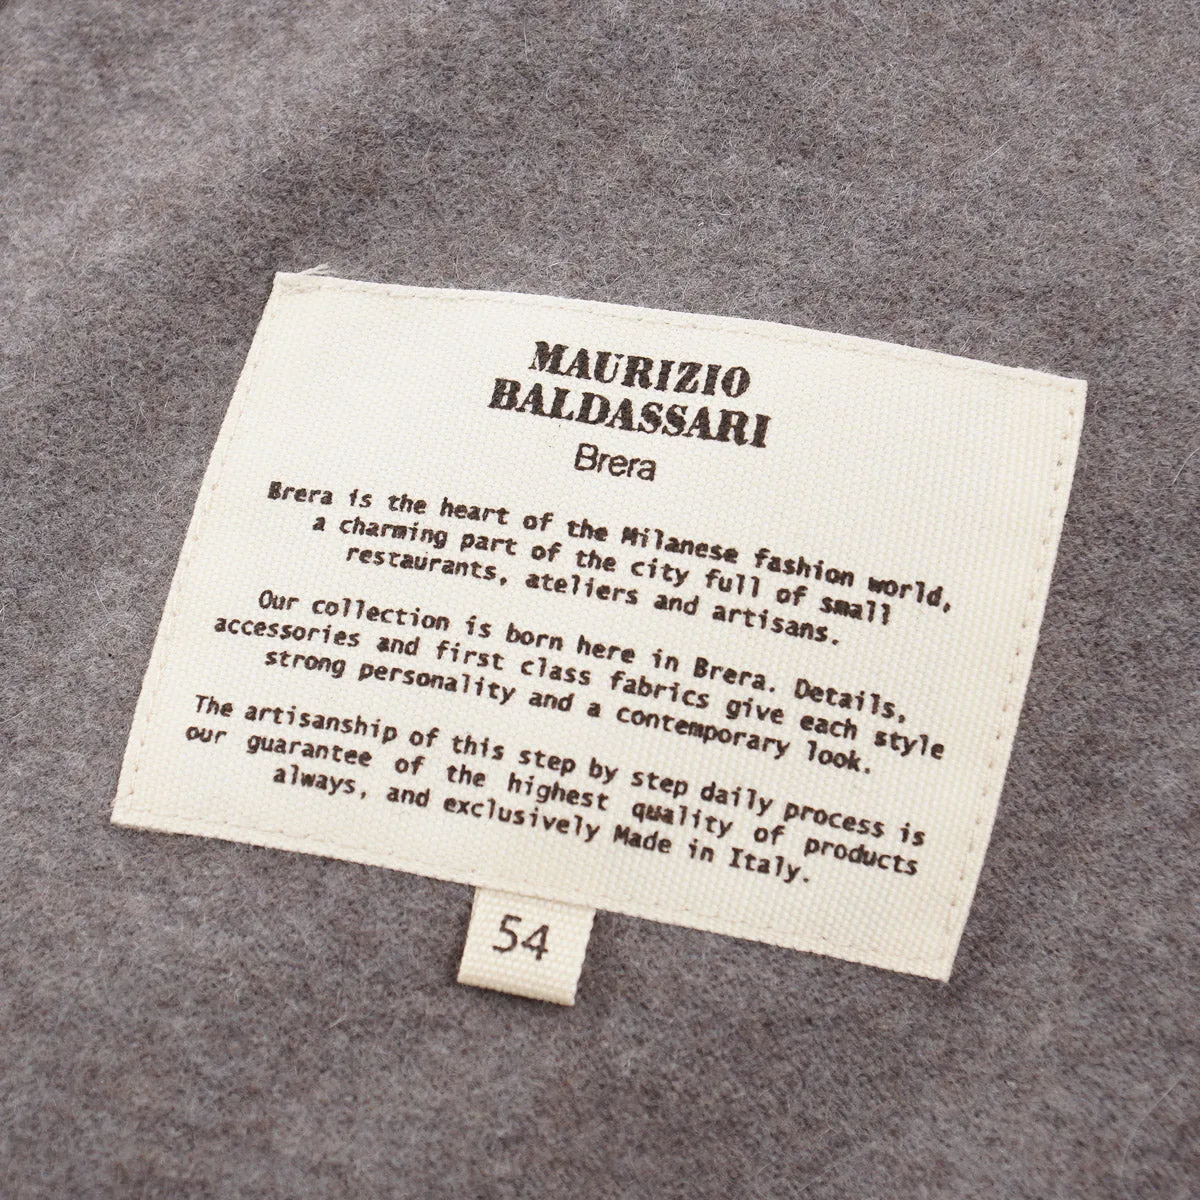 MAURIZIO
BALDASSARI
Brera
Brera is the heart of the Milanese fashion world,
a charming part of the city full of small
restaurants, ateliers and artisans.
Our collection is born here in Brera. Details,
accessories and first class fabrics give each style
strong personality and a contemporary look.
The artisanship of this step by step daily process is
our guarantee of the highest quality of products
always, and exclusively Made in Italy.
54